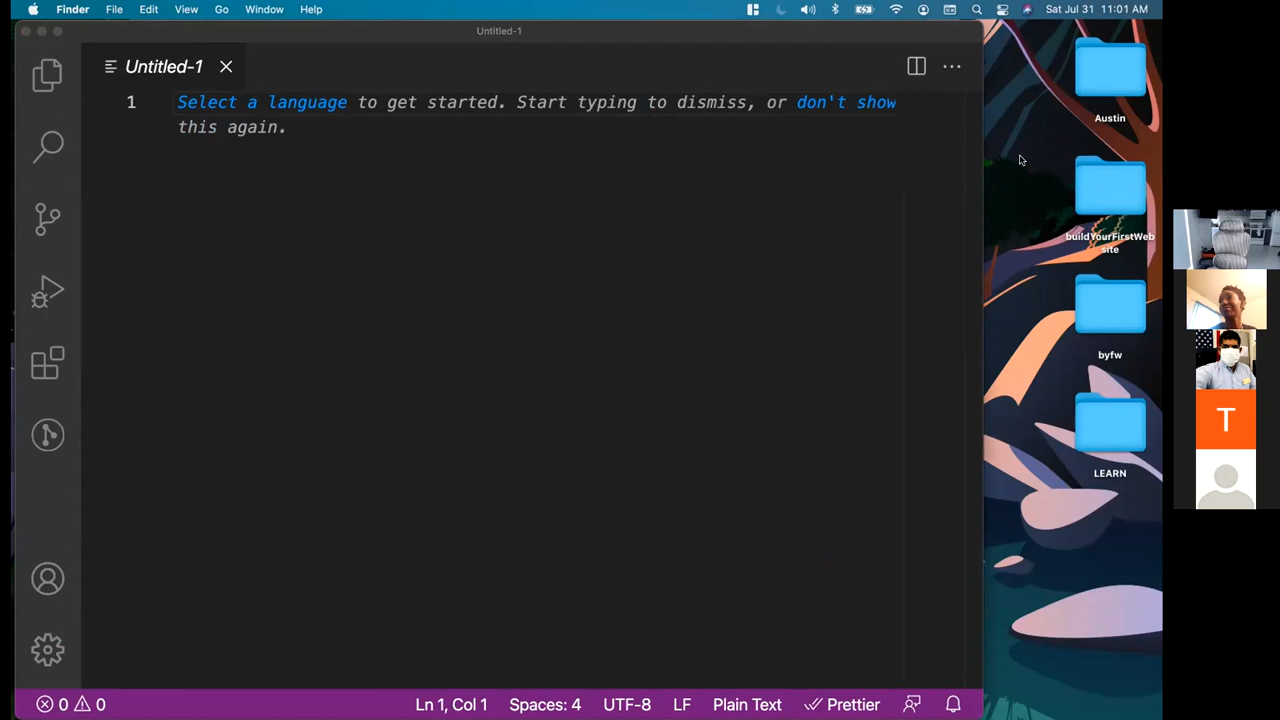 Finder File Edit View Go Window Help
Sat Jul 31 11:01 AM
Untitled-1
Untitled-1
1
Select a language to get started. Start typing to dismiss, or don't show
this again.
Austin
buildYourFirstWeb
site
byfw
LEARN
T
0 0
Ln 1, Col 1 Spaces: 4 UTF-8 LF Plain Text Prettier